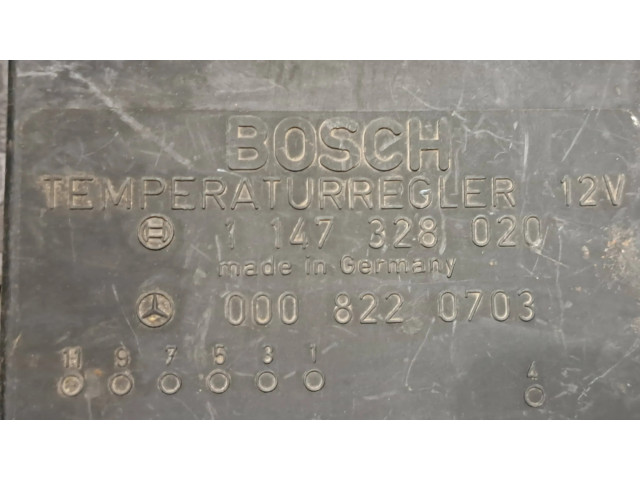 BOSCH
TEMPERATURREGLER 12V
1 147 328 020
made in Germany
000 822 0703
11 9 7 5 3 1
4